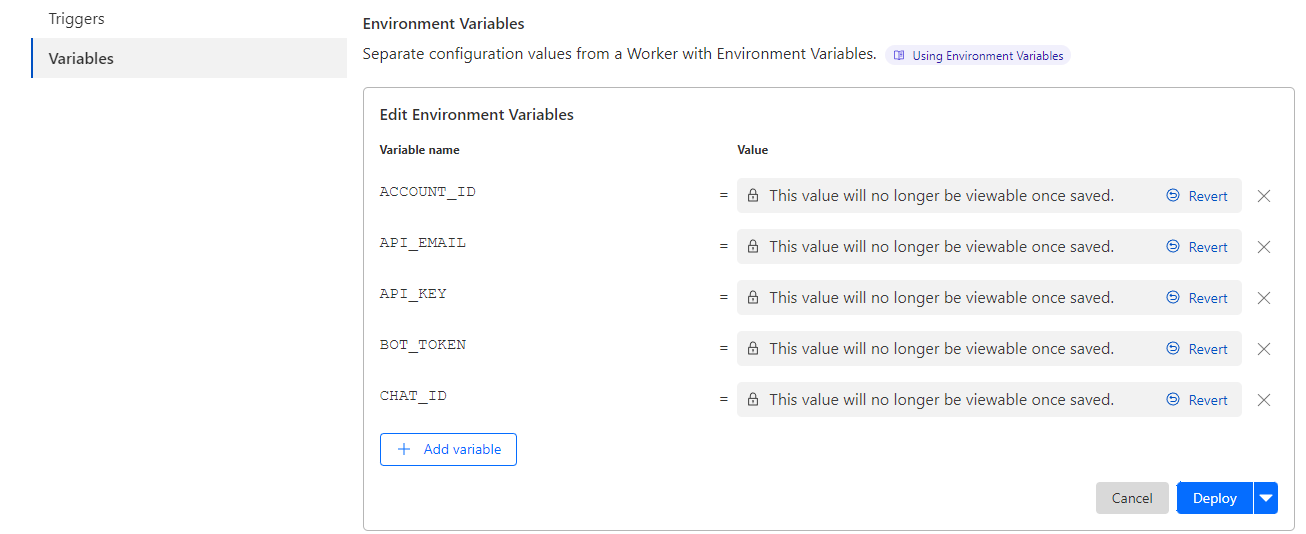 Triggers
Variables
Environment Variables
Separate configuration values from a Worker with Environment Variables. Using Environment Variables
Edit Environment Variables
Variable name Value
ACCOUNT_ID = This value will no longer be viewable once saved. Revert
API_EMAIL = This value will no longer be viewable once saved. Revert
API_KEY = This value will no longer be viewable once saved. Revert
BOT_TOKEN = This value will no longer be viewable once saved. Revert
CHAT_ID = This value will no longer be viewable once saved. Revert
Add variable
Cancel Deploy